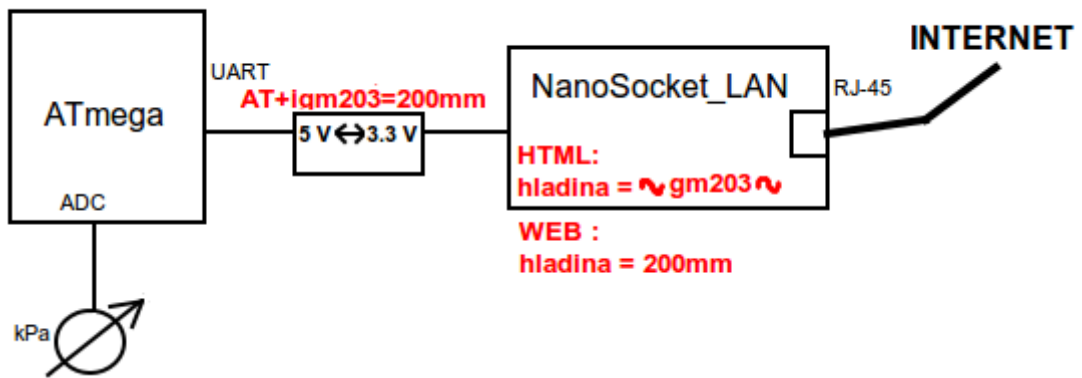 INTERNET
ATmega
UART
AT+iqm203=200mm
5 V ↔ 3.3 V
NanoSocket_LAN
RJ-45
HTML:
hladina = ~ gm203 ~
WEB :
hladina = 200mm
ADC
kPa